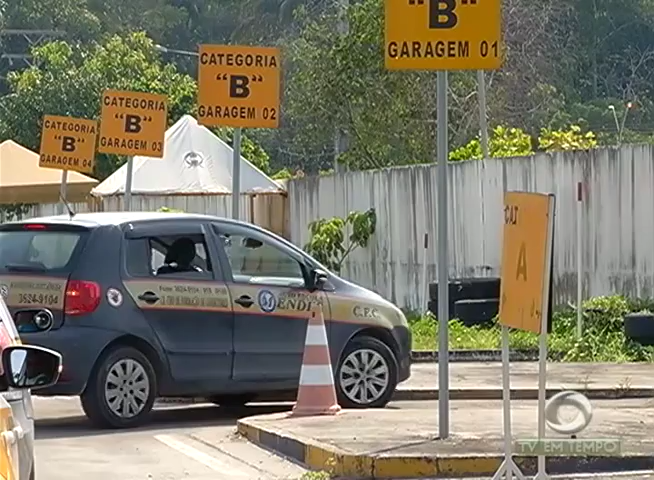 "B"
GARAGEM 01
CATEGORIA
"B"
GARAGEM 02
CATEGORIA
"B"
GARAGEM 03
CATEGORIA
"B"
GARAGEM 04
A
3624-9104
C.F.C.
TV EM TEMPO